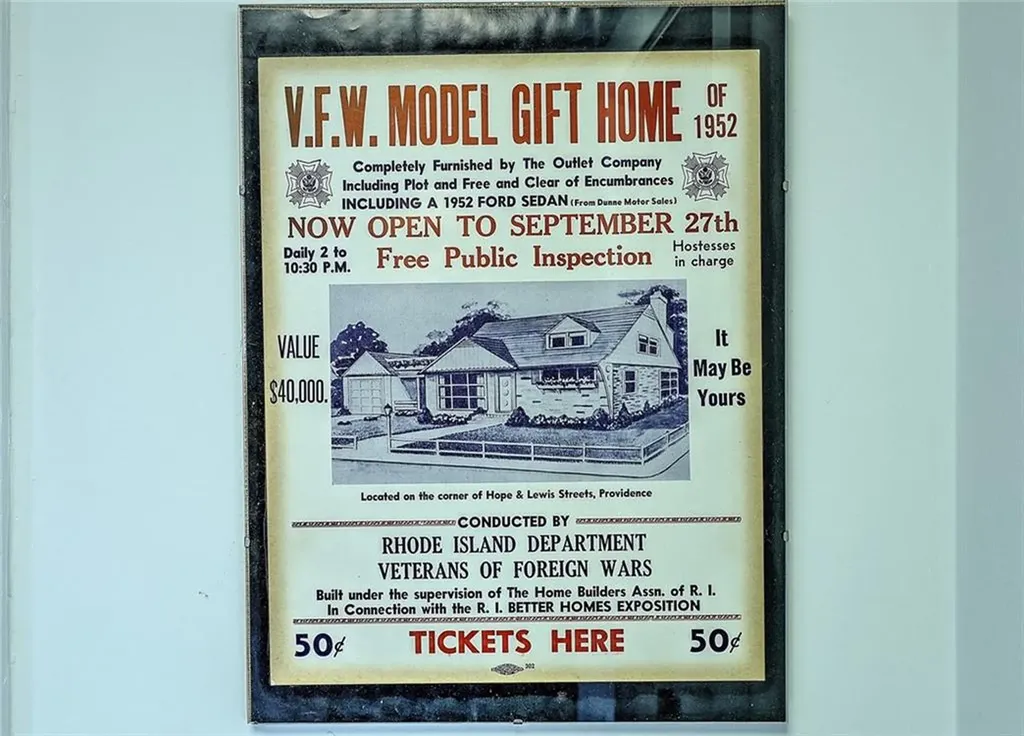 V.F.W. MODEL GIFT HOME OF 1952
Completely Furnished by The Outlet Company
Including Plot and Free and Clear of Encumbrances
INCLUDING A 1952 FORD SEDAN (From Dunne Motor Sales)
NOW OPEN TO SEPTEMBER 27th
Daily 2 to
10:30 P.M.
Free Public Inspection
Hostesses
in charge
VALUE
$40,000.
It
May Be
Yours
Located on the corner of Hope & Lewis Streets, Providence
CONDUCTED BY
RHODE ISLAND DEPARTMENT
VETERANS OF FOREIGN WARS
Built under the supervision of The Home Builders Assn. of R. I.
In Connection with the R. I. BETTER HOMES EXPOSITION
50¢ TICKETS HERE 50¢